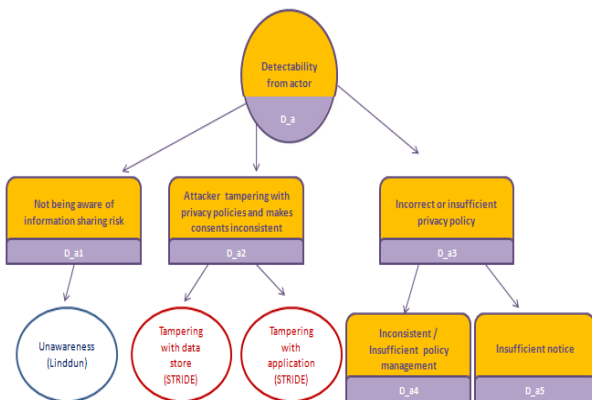 Detectability
from actor
D_a
Not being aware of
information sharing risk
D_a1
Attacker tampering with
privacy policies and makes
consents inconsistent
D_a2
Incorrect or insufficient
privacy policy
D_a3
Unawareness
(Linddun)
Tampering
with data
store
(STRIDE)
Tampering
with
application
(STRIDE)
Inconsistent /
Insufficient policy
management
D_a4
Insufficient notice
D_a5